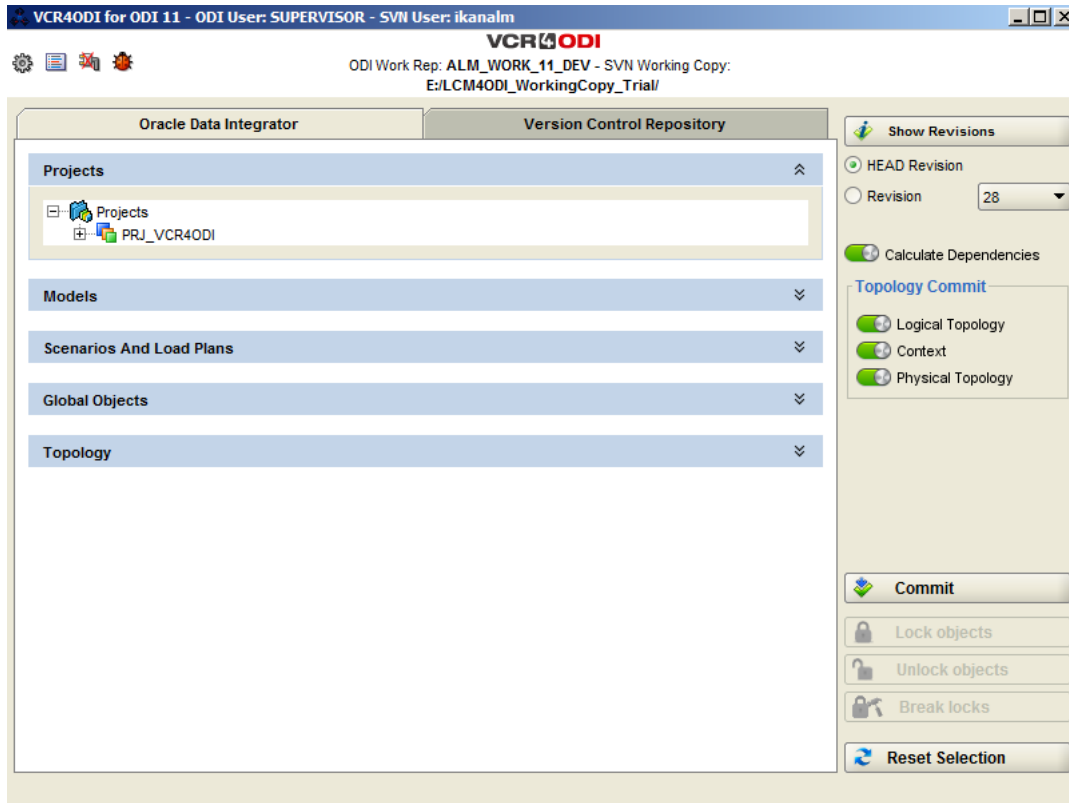 VCR4ODI for ODI 11 - ODI User: SUPERVISOR - SVN User: ikanalm
VCR4ODI
ODI Work Rep: ALM_WORK_11_DEV - SVN Working Copy:
E:/LCM4ODI_WorkingCopy_Trial/
Oracle Data Integrator
Version Control Repository
Projects
Projects
PRJ_VCR4ODI
Models
Scenarios And Load Plans
Global Objects
Topology
Show Revisions
HEAD Revision
Revision 28
Calculate Dependencies
Topology Commit
Logical Topology
Context
Physical Topology
Commit
Lock objects
Unlock objects
Break locks
Reset Selection